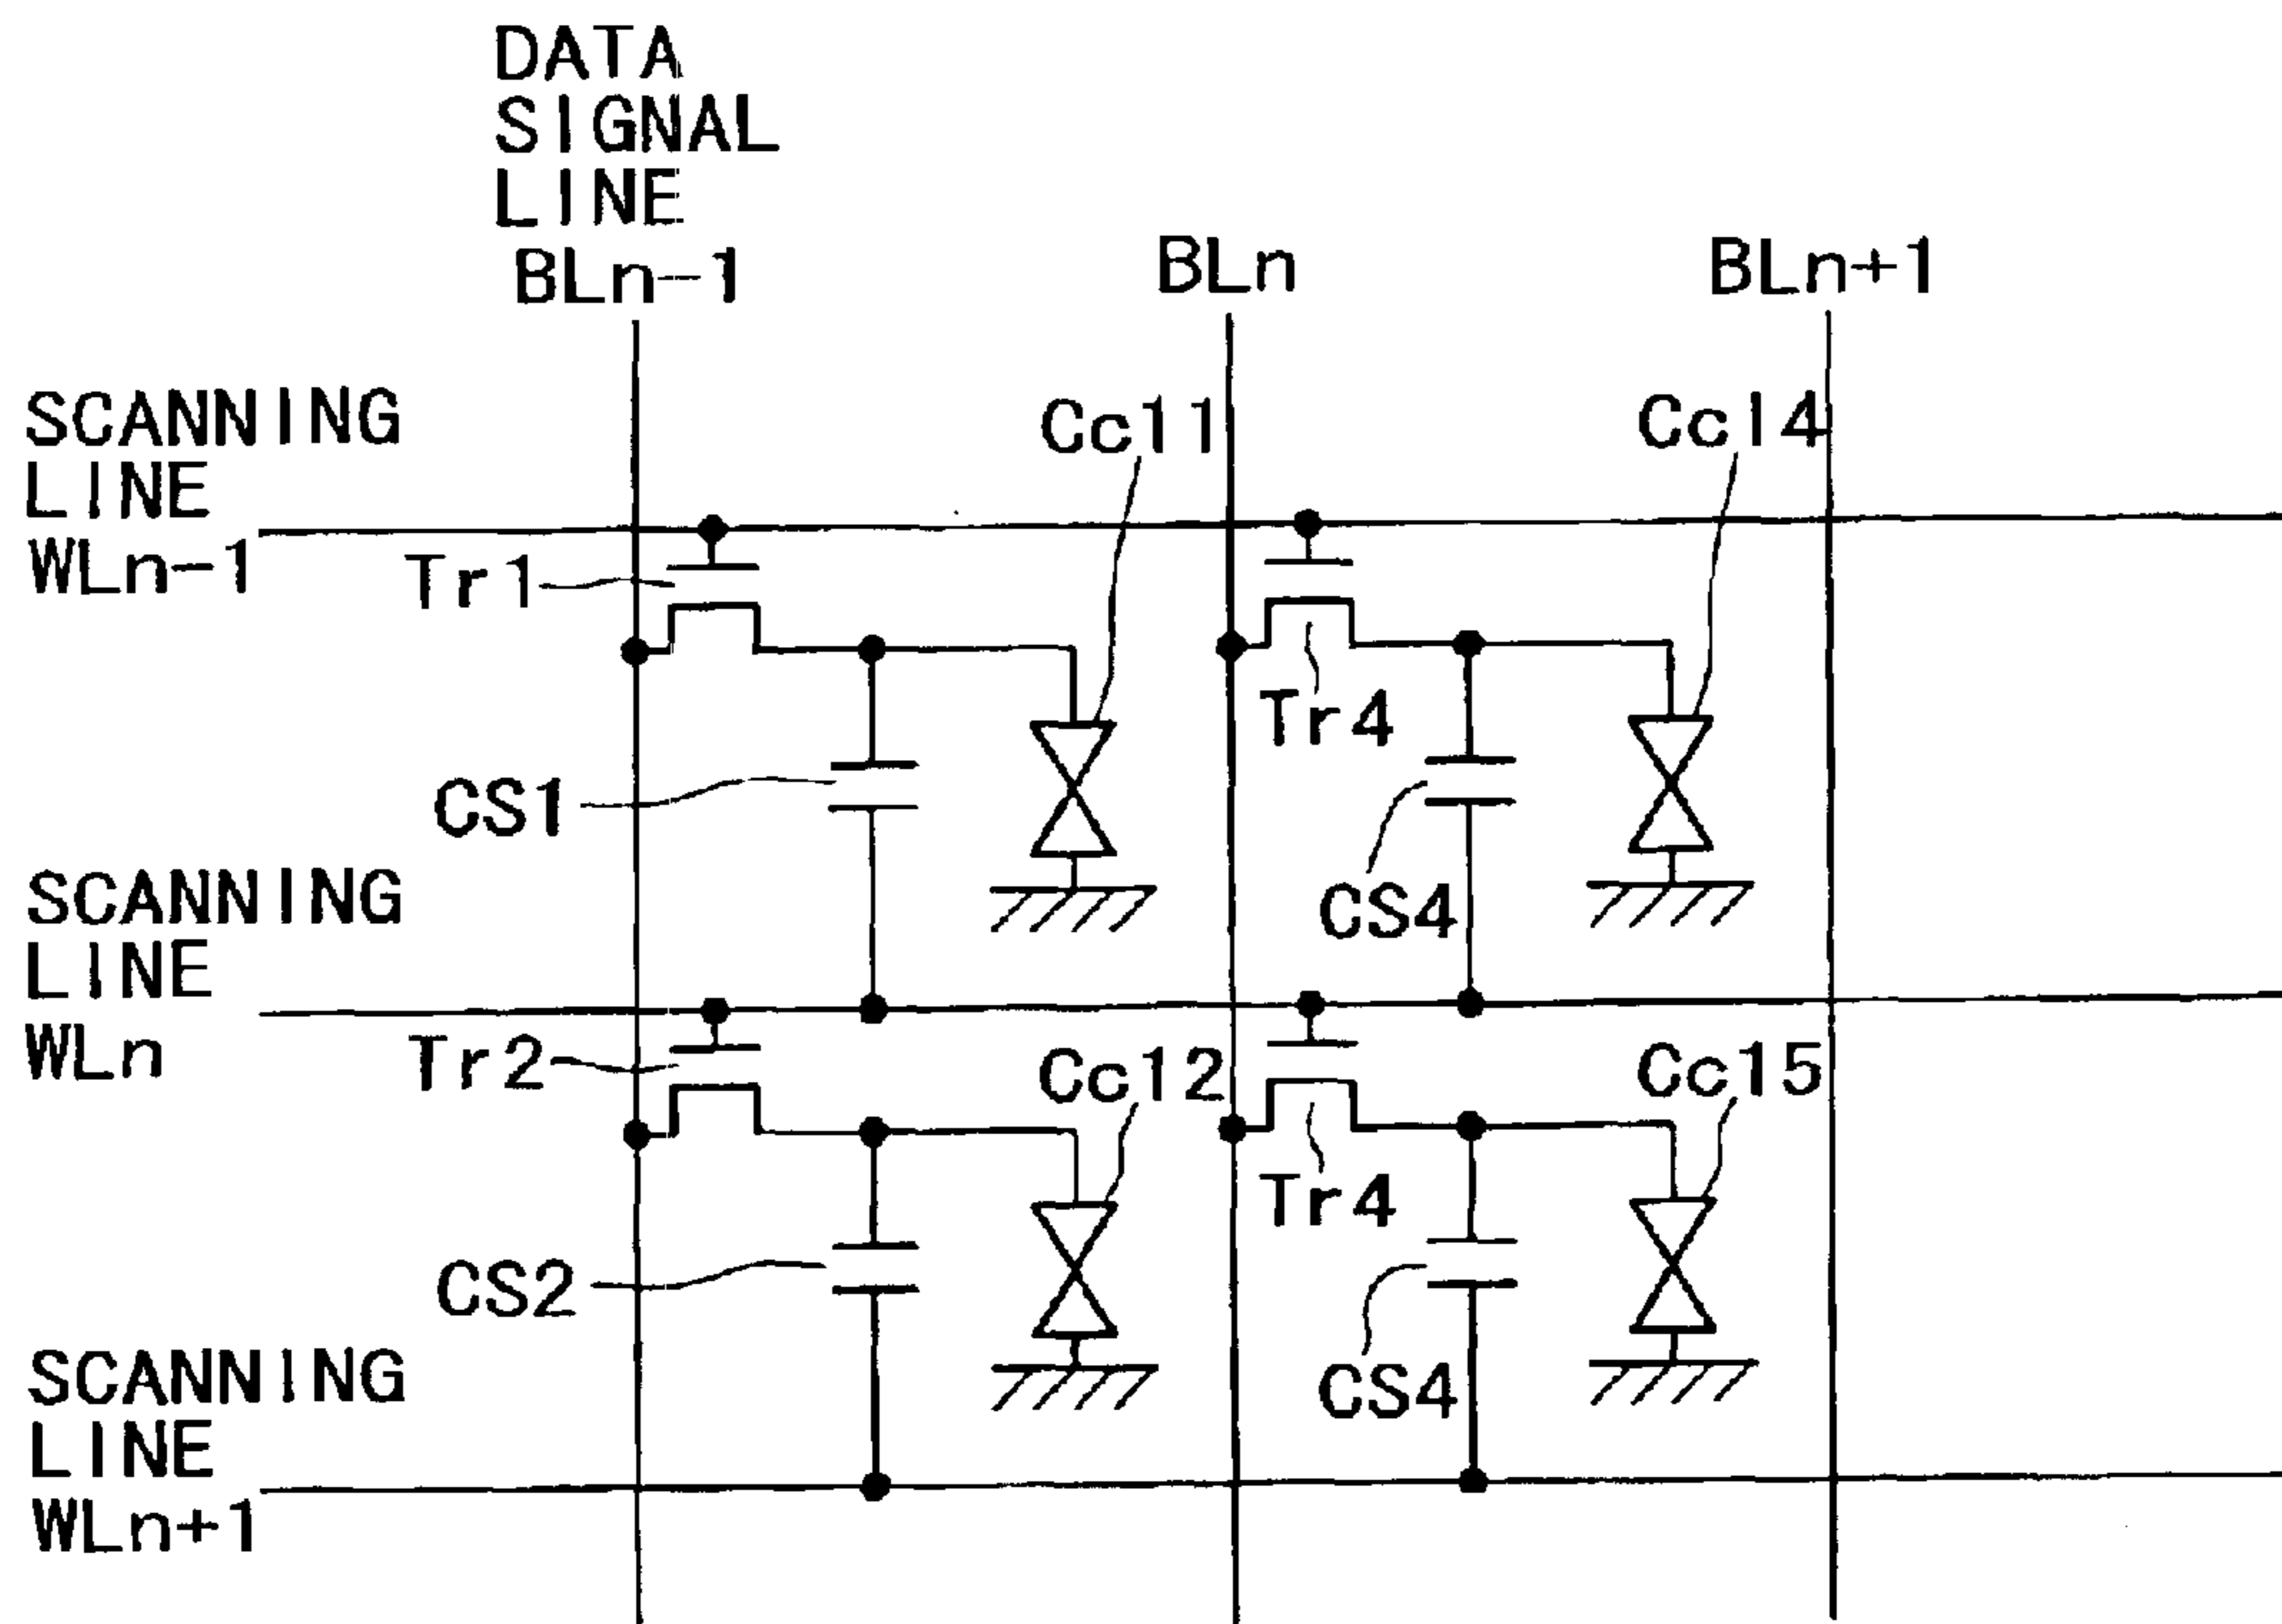 DATA
SIGNAL
LINE
BLn-1
BLn
BLn+1
SCANNING
LINE
WLn-1
Cc11
Cc14
Tr1
Tr4
CS1
CS4
SCANNING
LINE
WLn
Tr2
Cc12
Cc15
Tr4
CS2
CS4
SCANNING
LINE
WLn+1